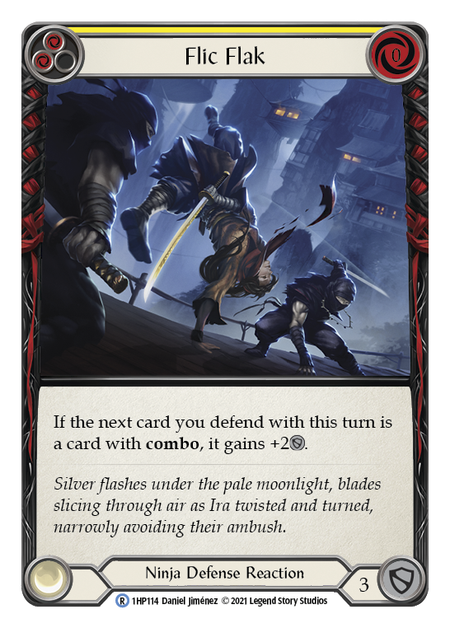 Flic Flak
0
If the next card you defend with this turn is
a card with combo, it gains +2.
Silver flashes under the pale moonlight, blades
slicing through air as Ira twisted and turned,
narrowly avoiding their ambush.
Ninja Defense Reaction
3
R 1HP114 Daniel Jiménez © 2021 Legend Story Studios